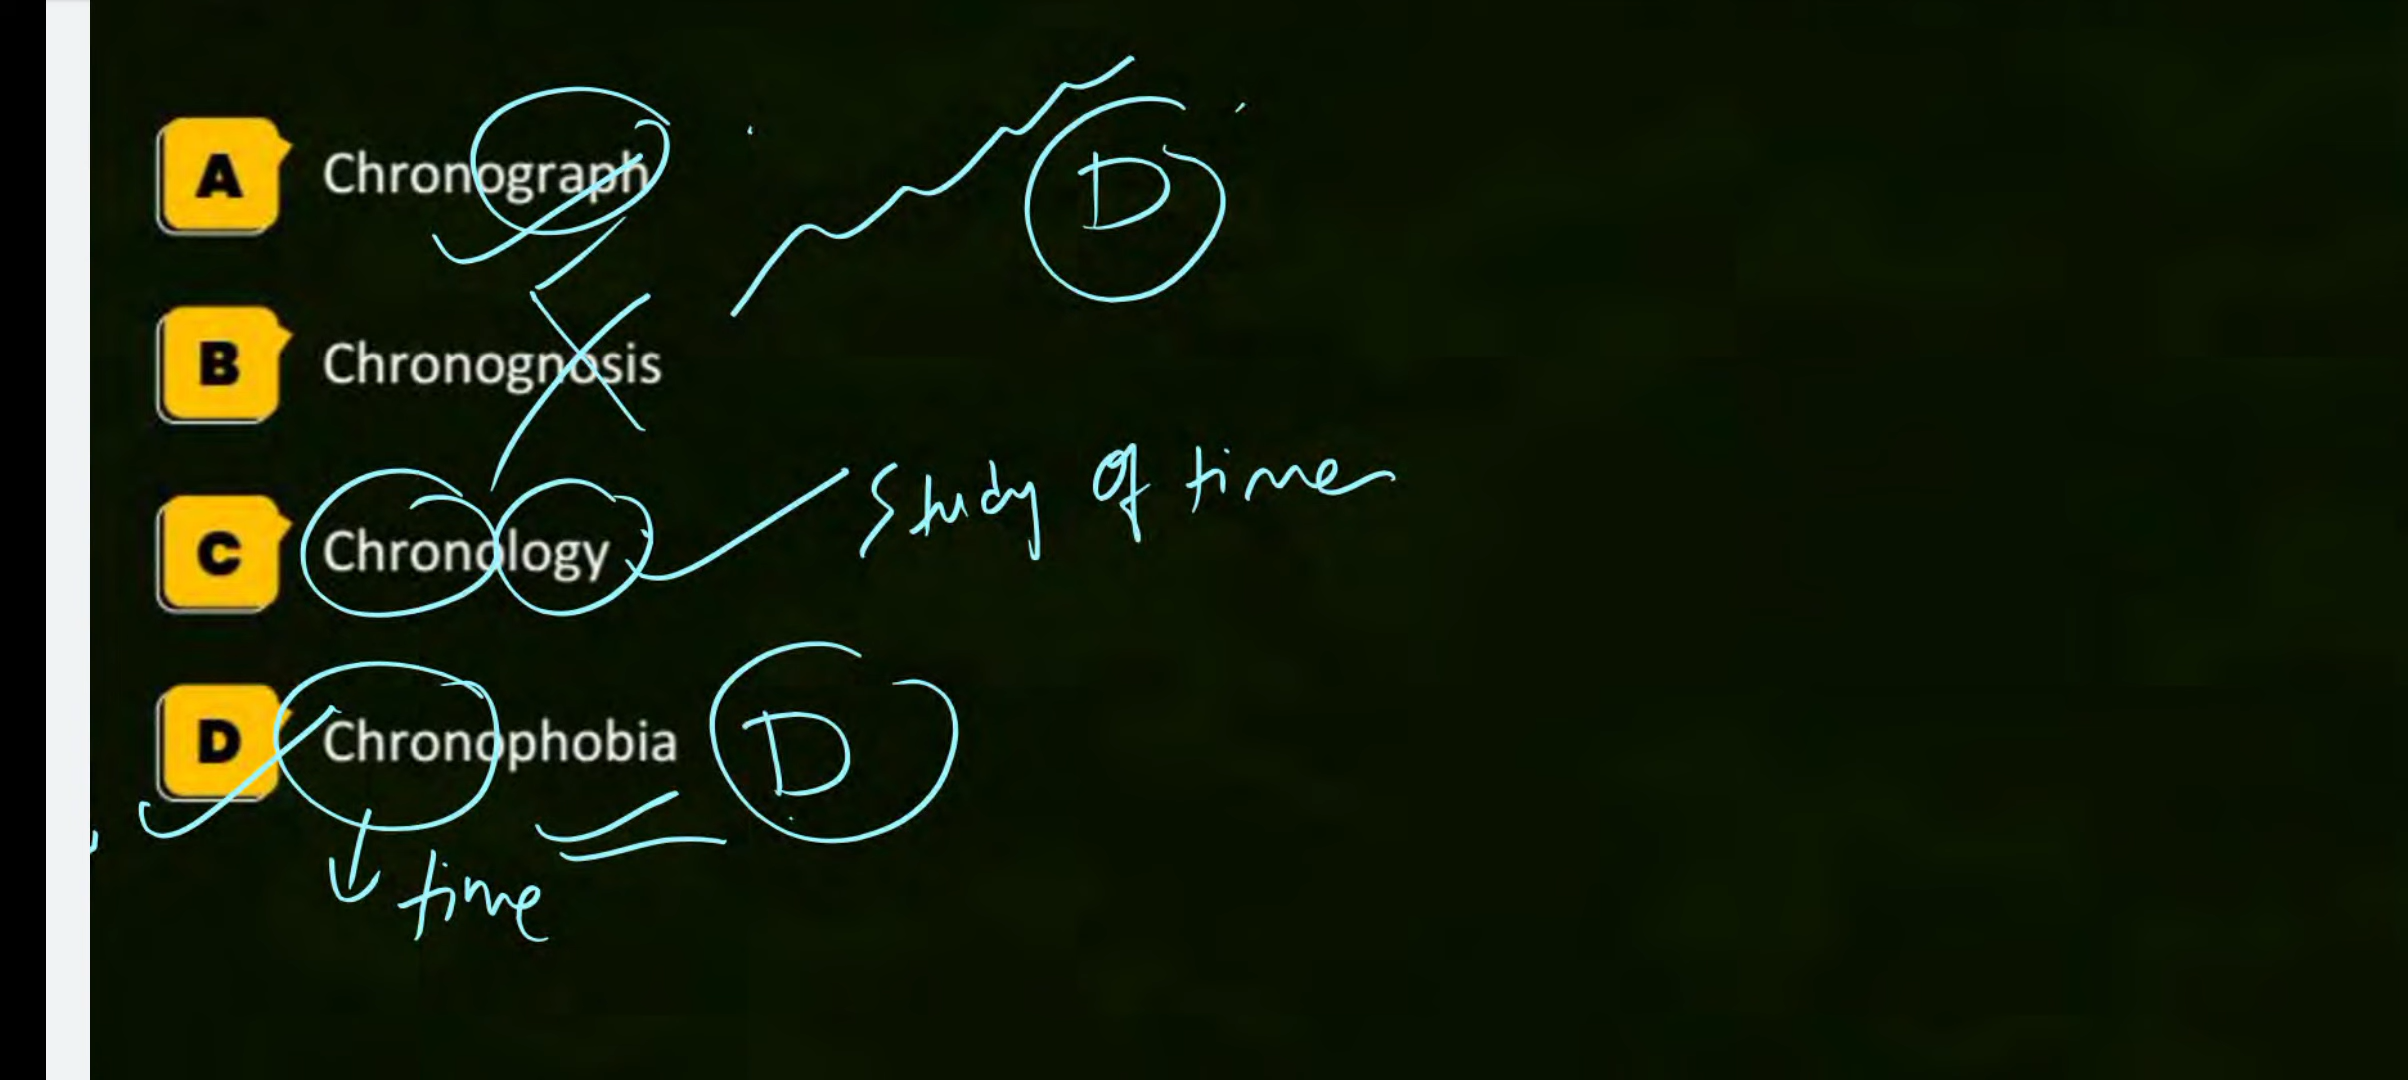 A Chronograph D
B Chronognosis
C Chronology Study of time
D Chronophobia D
time